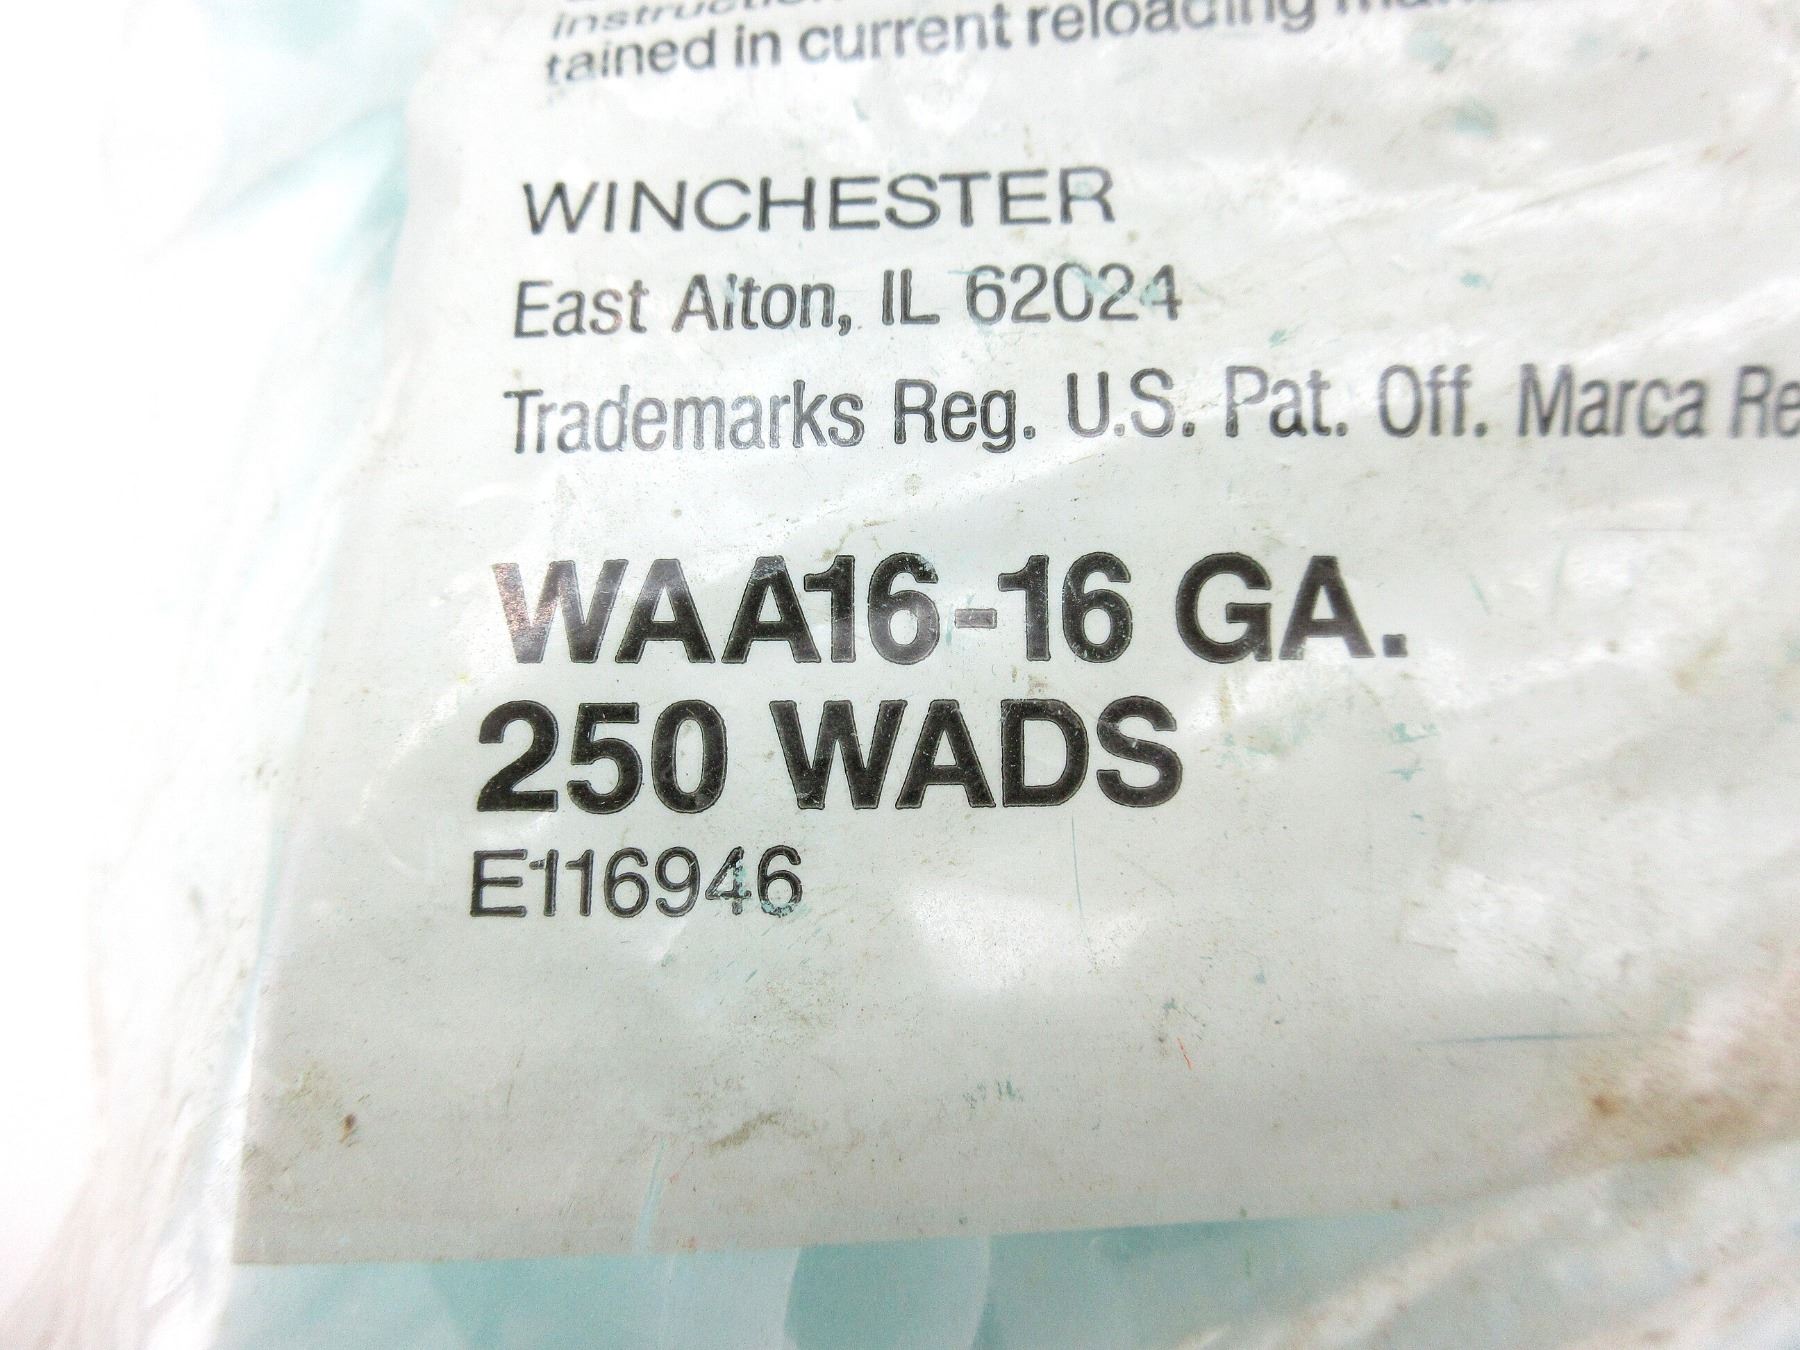 tained in current reloading
WINCHESTER
East Alton, IL 62024
Trademarks Reg. U.S. Pat. Off. Marca
WAA16-16 GA.
250 WADS
E116946